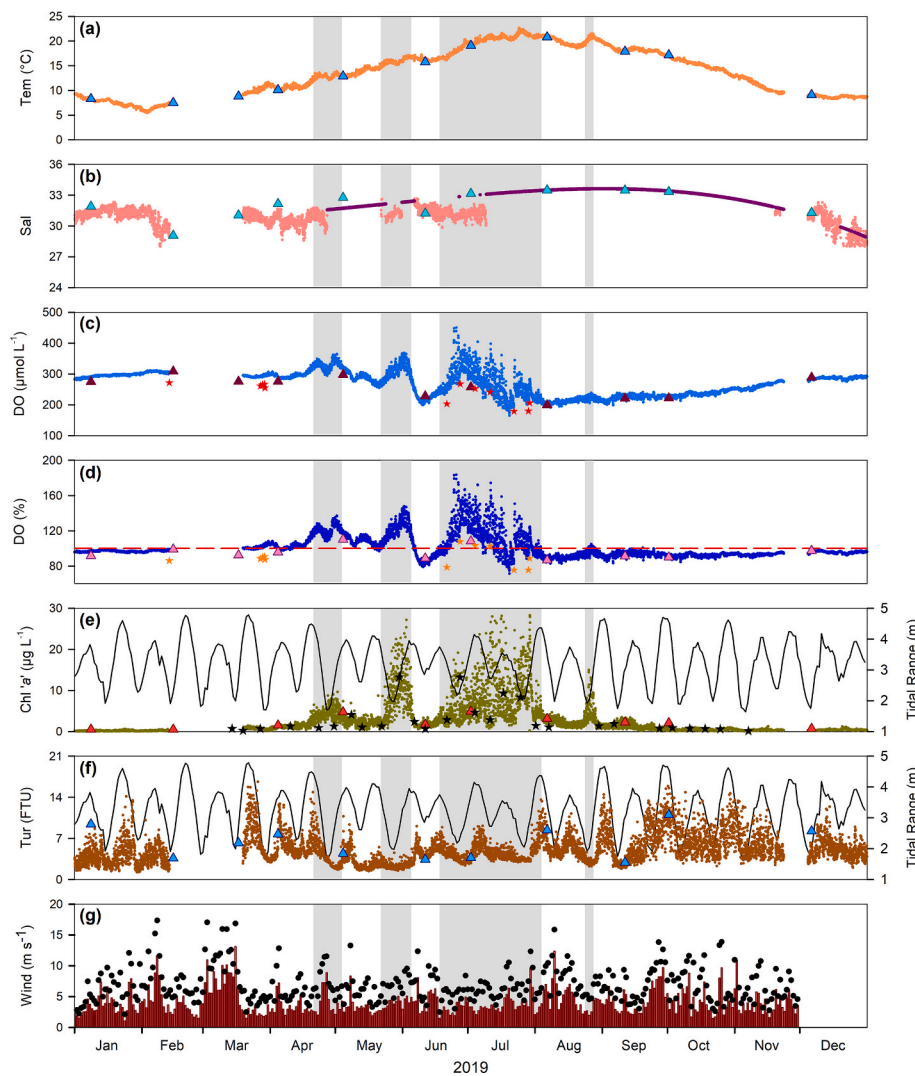 (a)
Tem (°C)
25
20
15
10
5
0
(b)
Sal
36
33
30
27
24
(c)
DO (μmol L⁻¹)
500
400
300
200
100
(d)
DO (%)
200
160
120
80
(e)
Chl 'a' (μg L⁻¹)
30
20
10
0
5
4
3
2
1
Tidal Range (m)
(f)
Tur (FTU)
21
14
7
0
5
4
3
2
1
Tidal Range (m)
(g)
Wind (m s⁻¹)
20
15
10
5
0
Jan Feb Mar Apr May Jun Jul Aug Sep Oct Nov Dec
2019